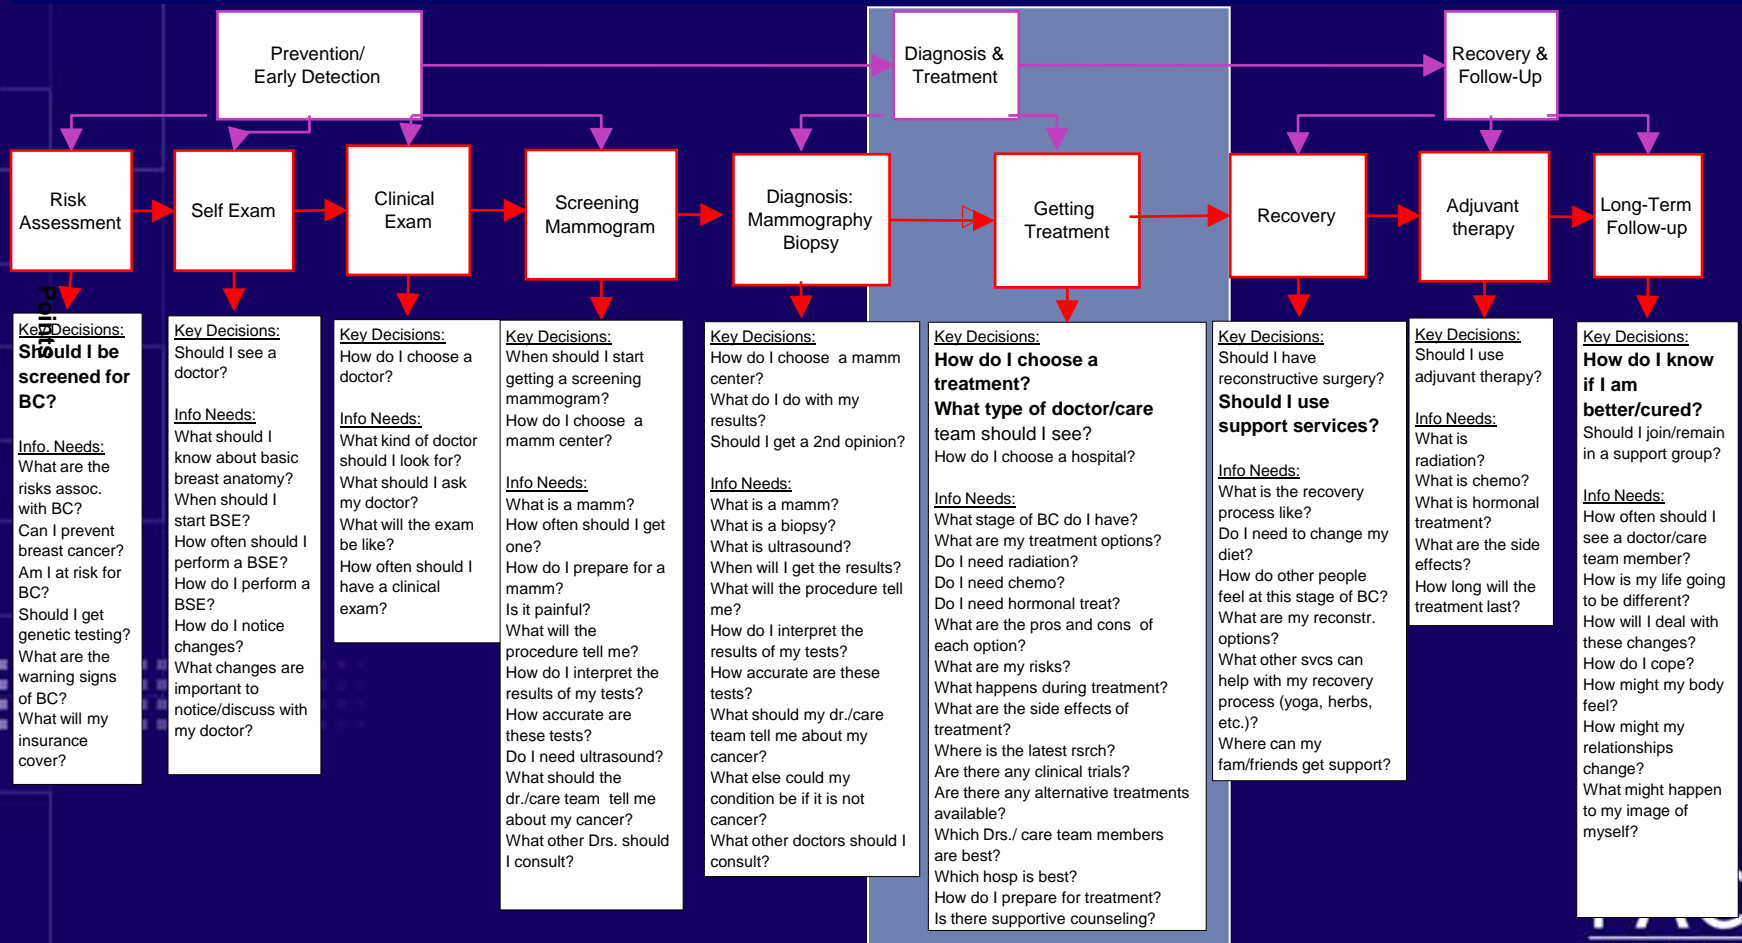 Prevention/
Early Detection
Diagnosis &
Treatment
Recovery &
Follow-Up
Risk
Assessment
Self Exam
Clinical
Exam
Screening
Mammogram
Diagnosis:
Mammography
Biopsy
Getting
Treatment
Recovery
Adjuvant
therapy
Long-Term
Follow-up
Points
Key Decisions:
Should I be
screened for
BC?
Info. Needs:
What are the
risks assoc.
with BC?
Can I prevent
breast cancer?
Am I at risk for
BC?
Should I get
genetic testing?
What are the
warning signs
of BC?
What will my
insurance
cover?
Key Decisions:
Should I see a
doctor?
Info Needs:
What should I
know about basic
breast anatomy?
When should I
start BSE?
How often should I
perform a BSE?
How do I perform a
BSE?
How do I notice
changes?
What changes are
important to
notice/discuss with
my doctor?
Key Decisions:
How do I choose a
doctor?
Info Needs:
What kind of doctor
should I look for?
What should I ask
my doctor?
What will the exam
be like?
How often should I
have a clinical
exam?
Key Decisions:
When should I start
getting a screening
mammogram?
How do I choose a
mamm center?
Info Needs:
What is a mamm?
How often should I get
one?
How do I prepare for a
mamm?
Is it painful?
What will the
procedure tell me?
How do I interpret the
results of my tests?
How accurate are
these tests?
Do I need ultrasound?
What should the
dr./care team tell me
about my cancer?
What other Drs. should
I consult?
Key Decisions:
How do I choose a mamm
center?
What do I do with my
results?
Should I get a 2nd opinion?
Info Needs:
What is a mamm?
What is a biopsy?
What is ultrasound?
When will I get the results?
What will the procedure tell
me?
How do I interpret the
results of my tests?
How accurate are these
tests?
What should my dr./care
team tell me about my
cancer?
What else could my
condition be if it is not
cancer?
What other doctors should I
consult?
Key Decisions:
How do I choose a
treatment?
What type of doctor/care
team should I see?
How do I choose a hospital?
Info Needs:
What stage of BC do I have?
What are my treatment options?
Do I need radiation?
Do I need chemo?
Do I need hormonal treat?
What are the pros and cons of
each option?
What are my risks?
What happens during treatment?
What are the side effects of
treatment?
Where is the latest rsrch?
Are there any clinical trials?
Are there any alternative treatments
available?
Which Drs./ care team members
are best?
Which hosp is best?
How do I prepare for treatment?
Is there supportive counseling?
Key Decisions:
Should I have
reconstructive surgery?
Should I use
support services?
Info Needs:
What is the recovery
process like?
Do I need to change my
diet?
How do other people
feel at this stage of BC?
What are my reconstr.
options?
What other svcs can
help with my recovery
process (yoga, herbs,
etc.)?
Where can my
fam/friends get support?
Key Decisions:
Should I use
adjuvant therapy?
Info Needs:
What is
radiation?
What is chemo?
What is hormonal
treatment?
What are the side
effects?
How long will the
treatment last?
Key Decisions:
How do I know
if I am
better/cured?
Should I join/remain
in a support group?
Info Needs:
How often should I
see a doctor/care
team member?
How is my life going
to be different?
How will I deal with
these changes?
How do I cope?
How might my body
feel?
How might my
relationships
change?
What might happen
to my image of
myself?